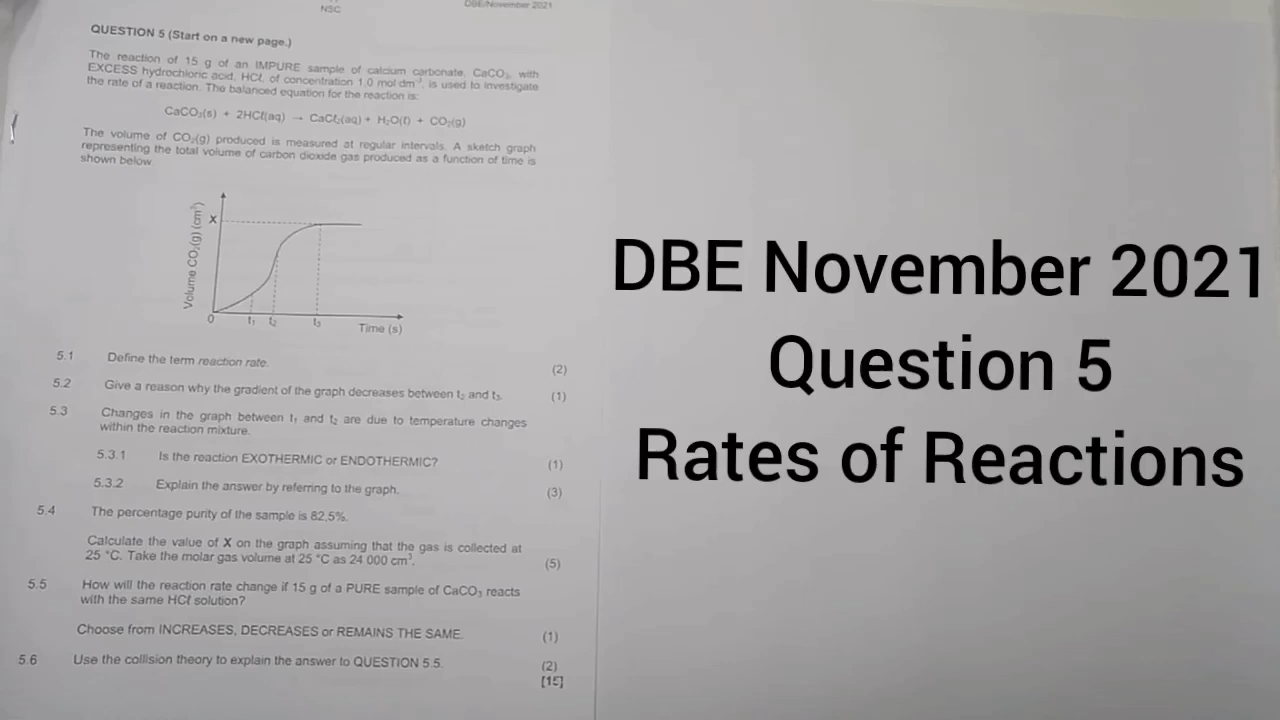 NSC
DBE/November 2021
QUESTION 5 (Start on a new page.)
The reaction of 15 g of an IMPURE sample of calcium carbonate, CaCO₃, with
EXCESS hydrochloric acid, HCℓ, of concentration 1.0 mol·dm⁻³, is used to investigate
the rate of a reaction. The balanced equation for the reaction is:
CaCO₃(s) + 2HCℓ(aq) → CaCℓ₂(aq) + H₂O(ℓ) + CO₂(g)
The volume of CO₂(g) produced is measured at regular intervals. A sketch graph
representing the total volume of carbon dioxide gas produced as a function of time is
shown below.
Volume CO₂(g) (cm³)
X
0
t₁ t₂ t₃ Time (s)
5.1 Define the term reaction rate. (2)
5.2 Give a reason why the gradient of the graph decreases between t₂ and t₃. (1)
5.3 Changes in the graph between t₁ and t₂ are due to temperature changes
within the reaction mixture.
5.3.1 Is the reaction EXOTHERMIC or ENDOTHERMIC? (1)
5.3.2 Explain the answer by referring to the graph. (3)
5.4 The percentage purity of the sample is 82,5%.
Calculate the value of X on the graph assuming that the gas is collected at
25 °C. Take the molar gas volume at 25 °C as 24 000 cm³. (5)
5.5 How will the reaction rate change if 15 g of a PURE sample of CaCO₃ reacts
with the same HCℓ solution?
Choose from INCREASES, DECREASES or REMAINS THE SAME. (1)
5.6 Use the collision theory to explain the answer to QUESTION 5.5. (2)
[15]
DBE November 2021
Question 5
Rates of Reactions